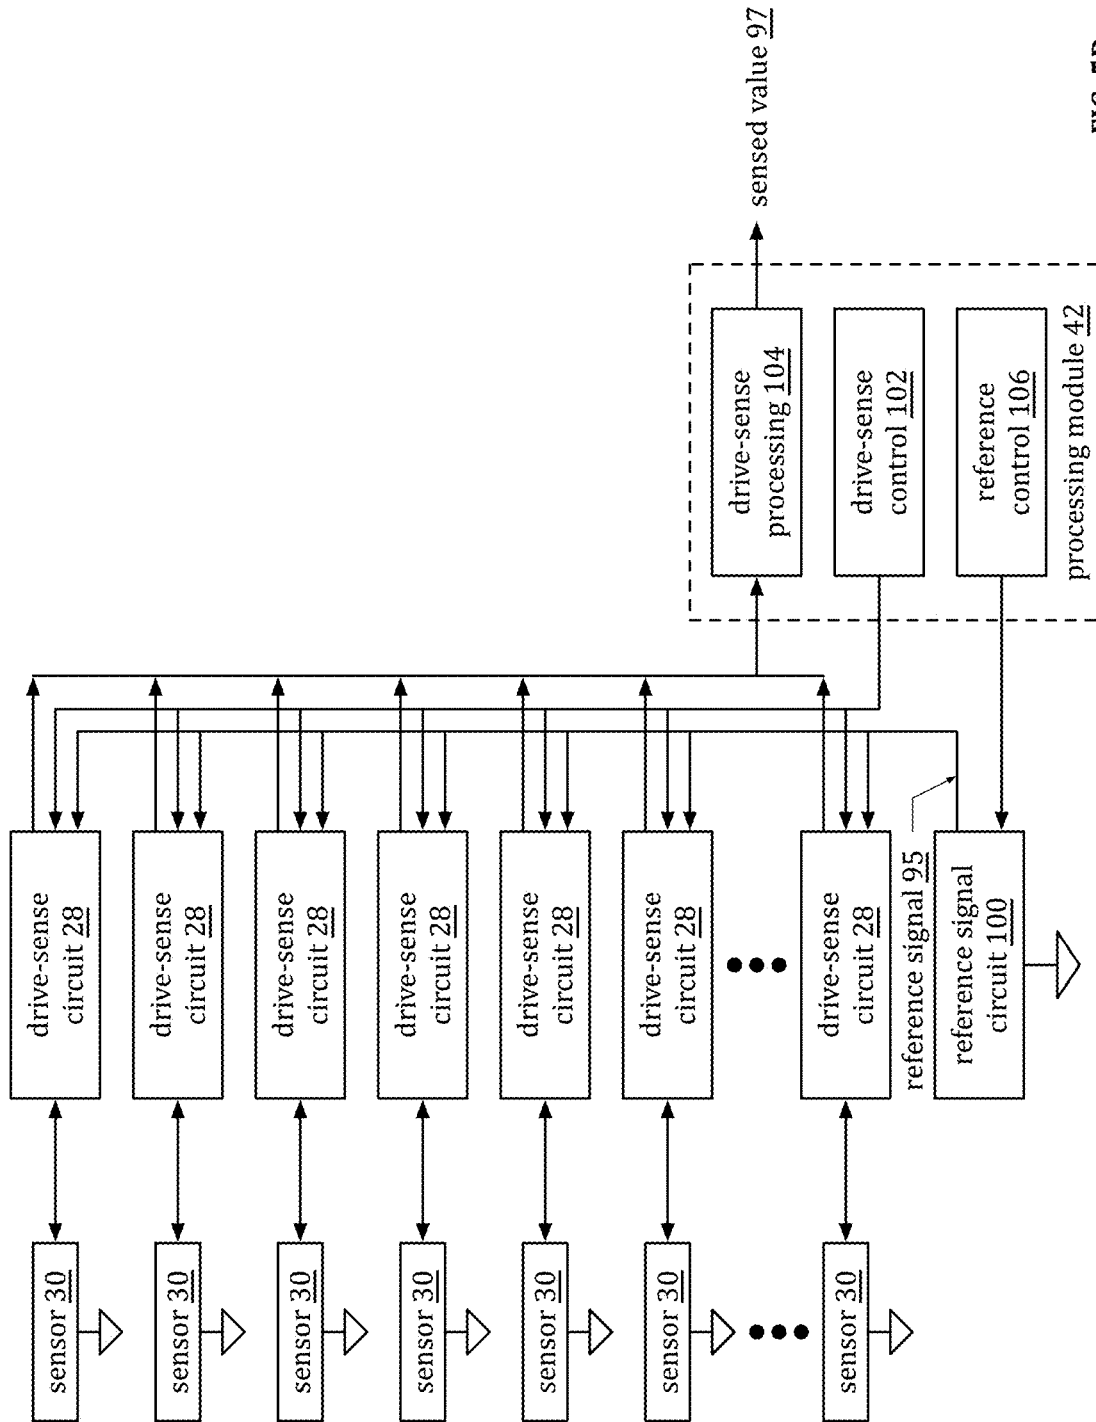 sensor 30
drive-sense
circuit 28
sensor 30
drive-sense
circuit 28
sensor 30
drive-sense
circuit 28
sensor 30
drive-sense
circuit 28
sensor 30
drive-sense
circuit 28
sensor 30
drive-sense
circuit 28
drive-sense
processing 104
sensed value 97
sensor 30
drive-sense
circuit 28
drive-sense
control 102
reference signal 95
reference signal
circuit 100
reference
control 106
processing module 42